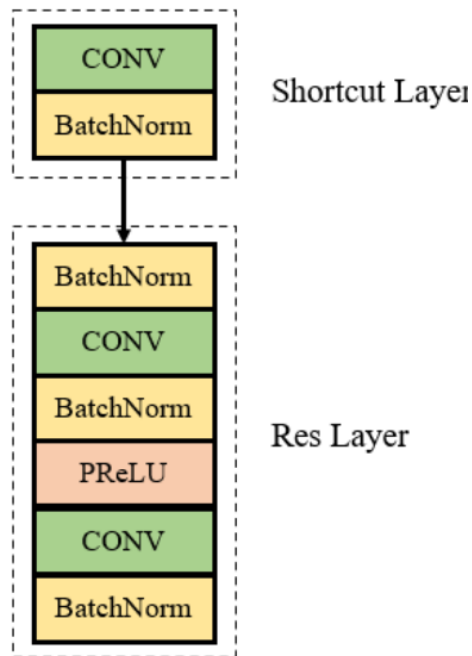 CONV
BatchNorm
Shortcut Layer
BatchNorm
CONV
BatchNorm
PReLU
CONV
BatchNorm
Res Layer